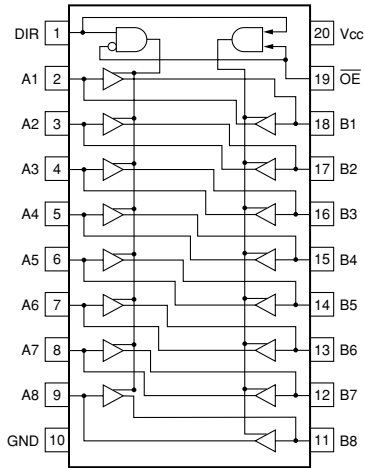 DIR 1 20 Vcc
A1 2 19 OE
A2 3 18 B1
A3 4 17 B2
A4 5 16 B3
A5 6 15 B4
A6 7 14 B5
A7 8 13 B6
A8 9 12 B7
GND 10 11 B8